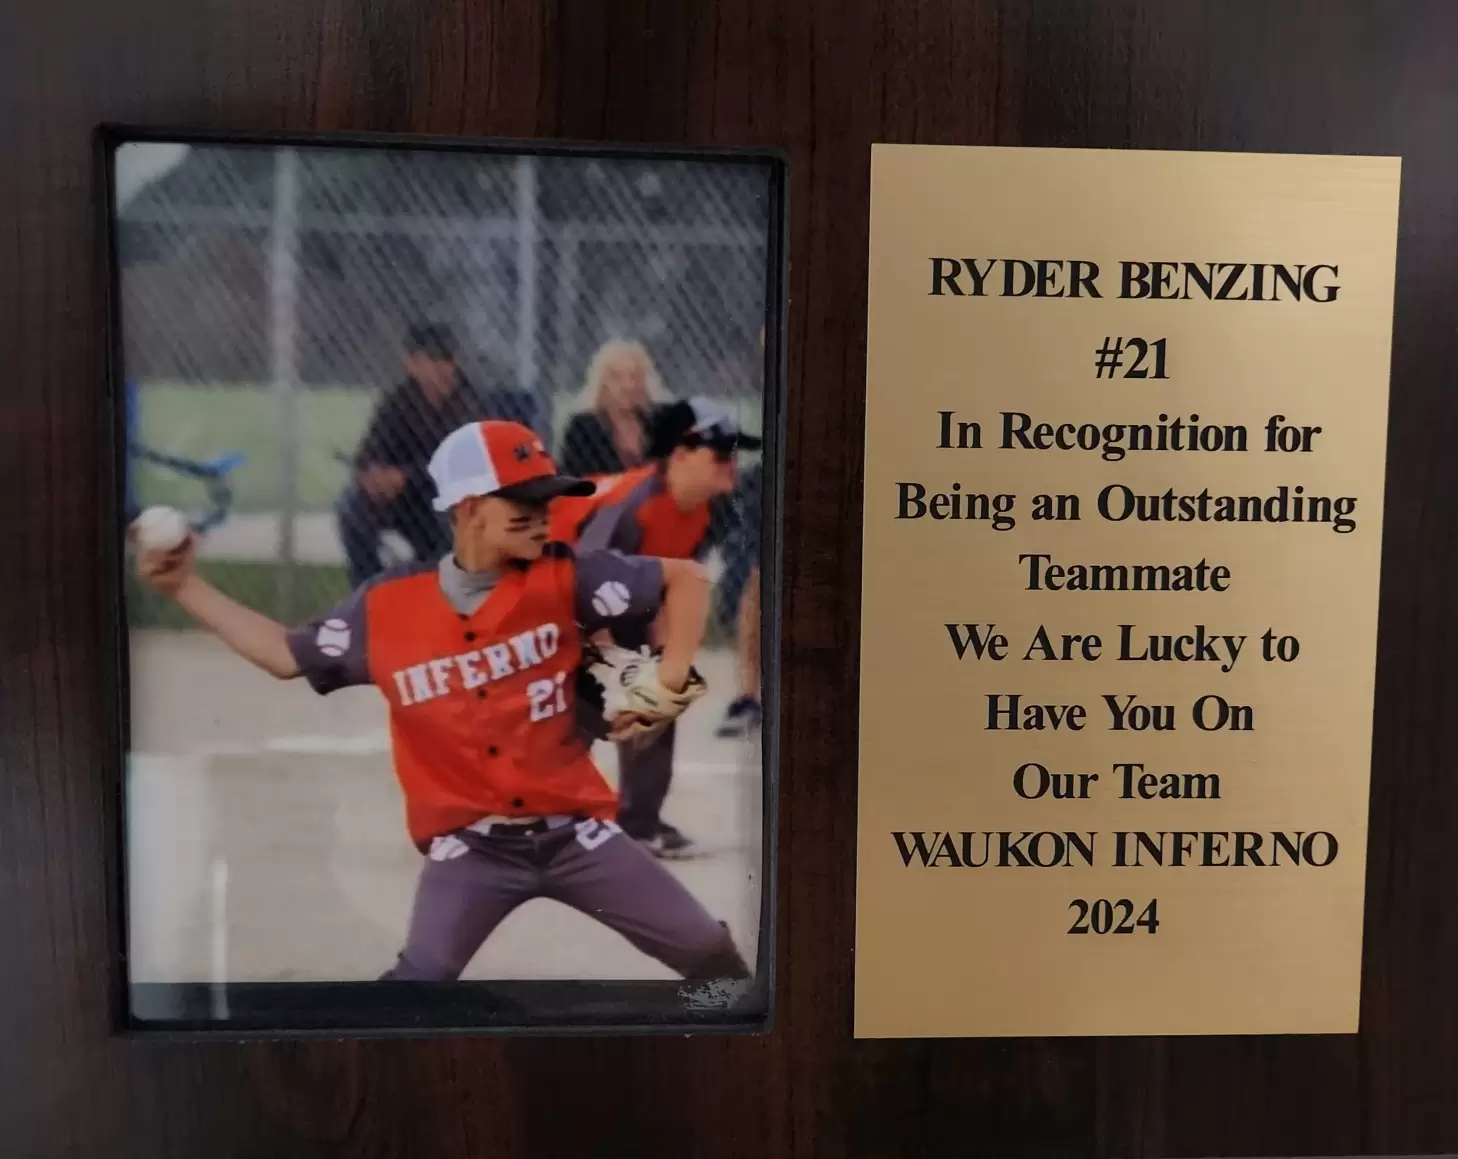 INFERNO
21
RYDER BENZING
#21
In Recognition for
Being an Outstanding
Teammate
We Are Lucky to
Have You On
Our Team
WAUKON INFERNO
2024